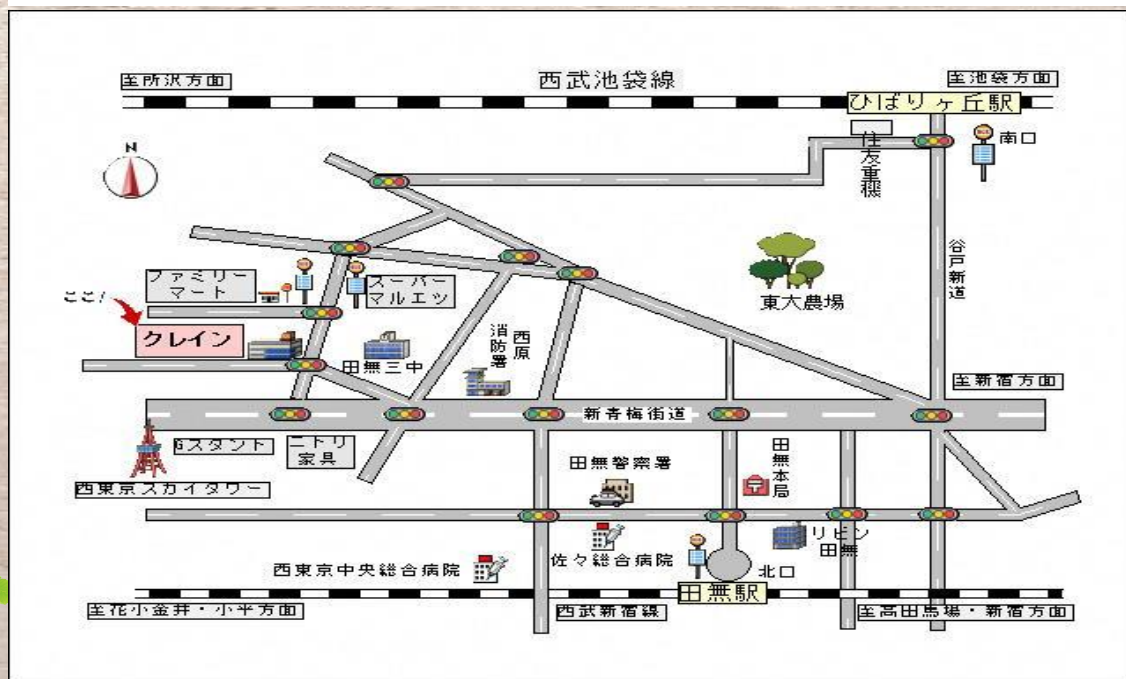 西武池袋線
至所沢方面
至池袋方面
ひばりヶ丘駅
N
住友重機
南口
谷戸新道
東大農場
ファミリー
マート
スーパー
マルエツ
ここ!
クレイン
田無三中
西原
消防署
至新宿方面
新青梅街道
Gスタント
ニトリ
家具
西東京スカイタワー
田無警察署
田無本局
リビン
田無
佐々総合病院
西東京中央総合病院
北口
田無駅
至花小金井・小平方面
西武新宿線
至高田馬場・新宿方面